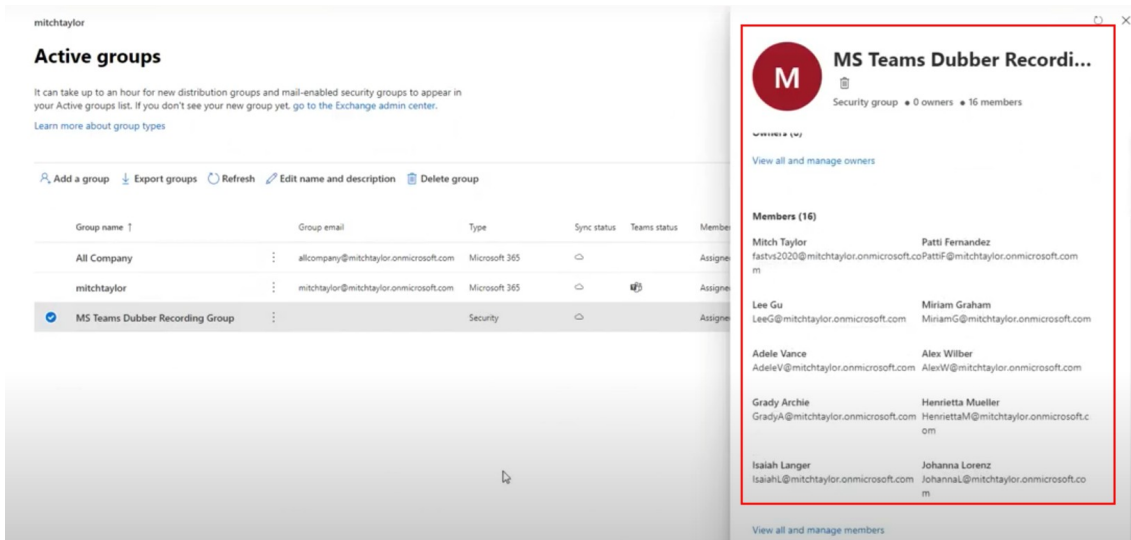 mitchtaylor
Active groups
It can take up to an hour for new distribution groups and mail-enabled security groups to appear in
your Active groups list. If you don't see your new group yet, go to the Exchange admin center.
Learn more about group types
Add a group Export groups Refresh Edit name and description Delete group
Group name ↑ Group email Type Sync status Teams status Member
All Company allcompany@mitchtaylor.onmicrosoft.com Microsoft 365 Assigne
mitchtaylor mitchtaylor@mitchtaylor.onmicrosoft.com Microsoft 365 Assigne
MS Teams Dubber Recording Group Security Assigne
M
MS Teams Dubber Recordi...
Security group • 0 owners • 16 members
Owners (0)
View all and manage owners
Members (16)
Mitch Taylor Patti Fernandez
fastvs2020@mitchtaylor.onmicrosoft.co PattiF@mitchtaylor.onmicrosoft.com
m
Lee Gu Miriam Graham
LeeG@mitchtaylor.onmicrosoft.com MiriamG@mitchtaylor.onmicrosoft.com
Adele Vance Alex Wilber
AdeleV@mitchtaylor.onmicrosoft.com AlexW@mitchtaylor.onmicrosoft.com
Grady Archie Henrietta Mueller
GradyA@mitchtaylor.onmicrosoft.com HenriettaM@mitchtaylor.onmicrosoft.c
om
Isaiah Langer Johanna Lorenz
IsaiahL@mitchtaylor.onmicrosoft.com JohannaL@mitchtaylor.onmicrosoft.co
m
View all and manage members